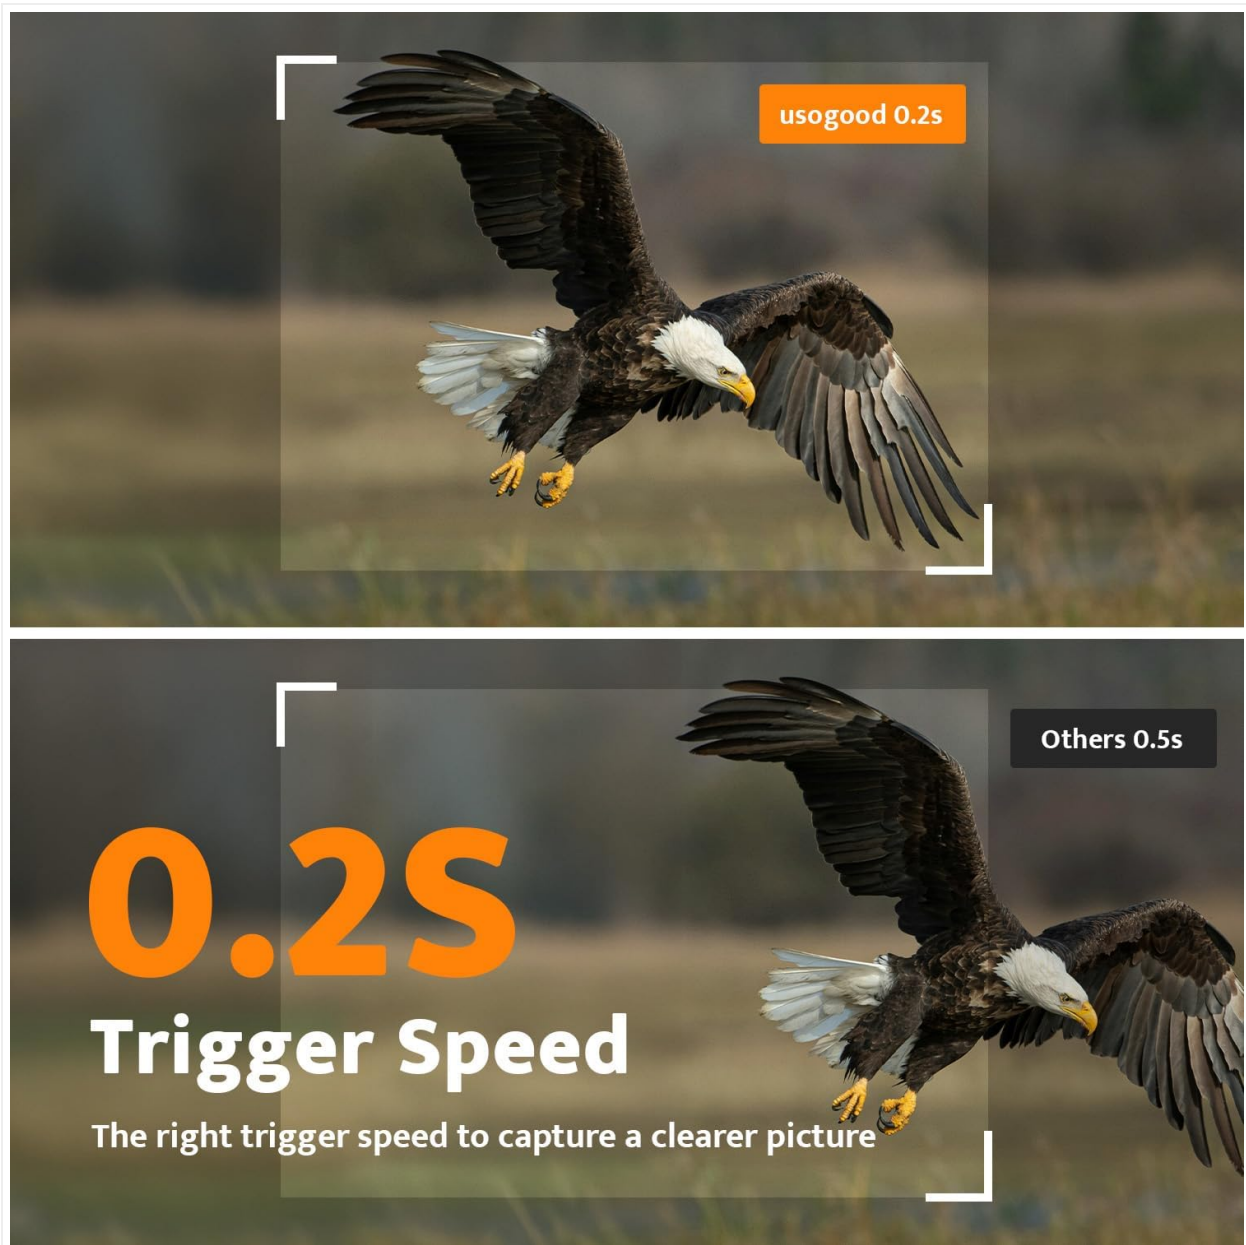 usogood 0.2s
Others 0.5s
0.2S
Trigger Speed
The right trigger speed to capture a clearer picture